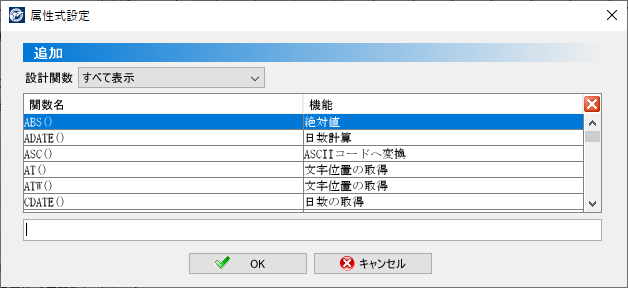 属性式設定
追加
設計関数 すべて表示
関数名 機能
ABS() 絶対値
ADATE() 日数計算
ASC() ASCIIコードへ変換
AT() 文字位置の取得
ATW() 文字位置の取得
CDATE() 日数の取得
OK キャンセル